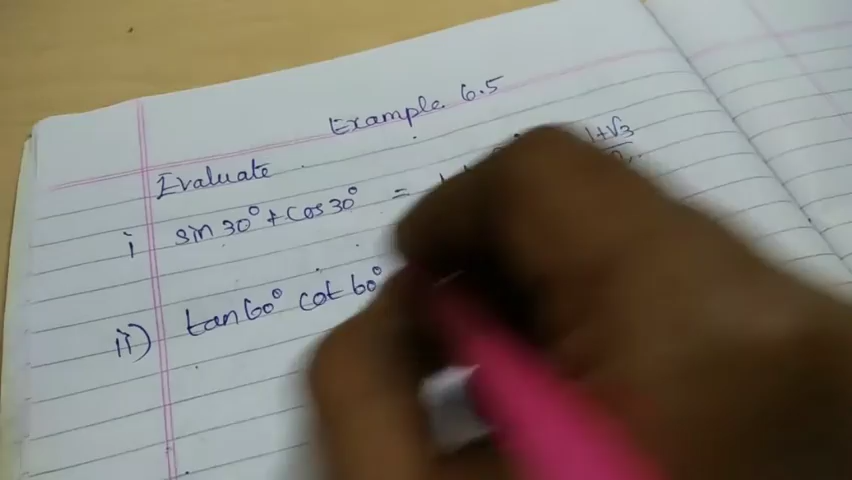 Example 6.5
Evaluate
i sin 30° + cos 30° = 1+√3
ii) tan 60° cot 60°